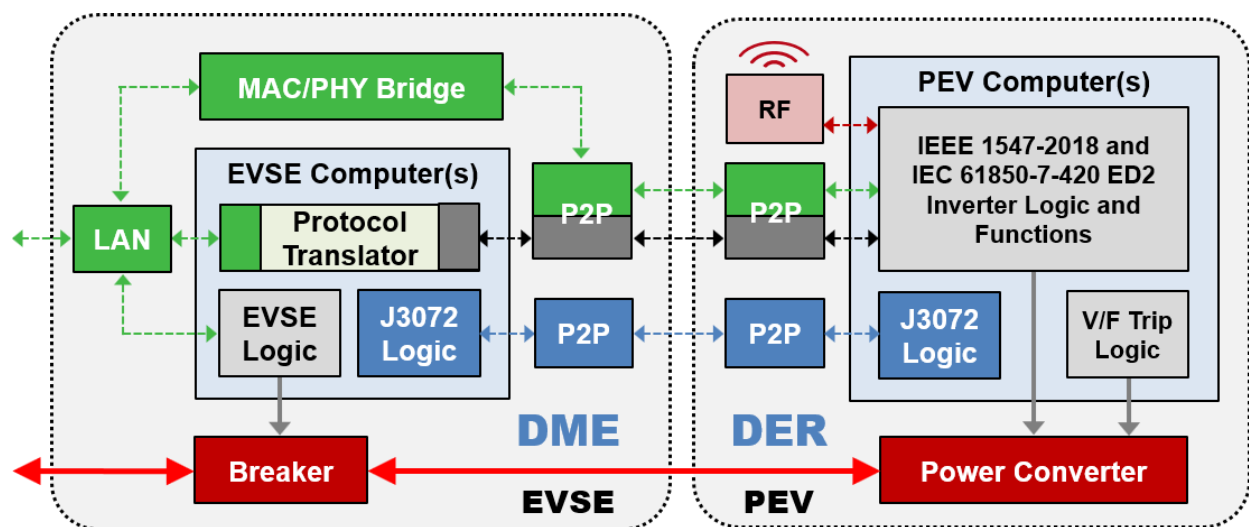 MAC/PHY Bridge
RF
PEV Computer(s)
IEEE 1547-2018 and
IEC 61850-7-420 ED2
Inverter Logic and
Functions
EVSE Computer(s)
LAN
Protocol
Translator
P2P
P2P
EVSE
Logic
J3072
Logic
P2P
P2P
J3072
Logic
V/F Trip
Logic
DME
DER
Breaker
Power Converter
EVSE
PEV